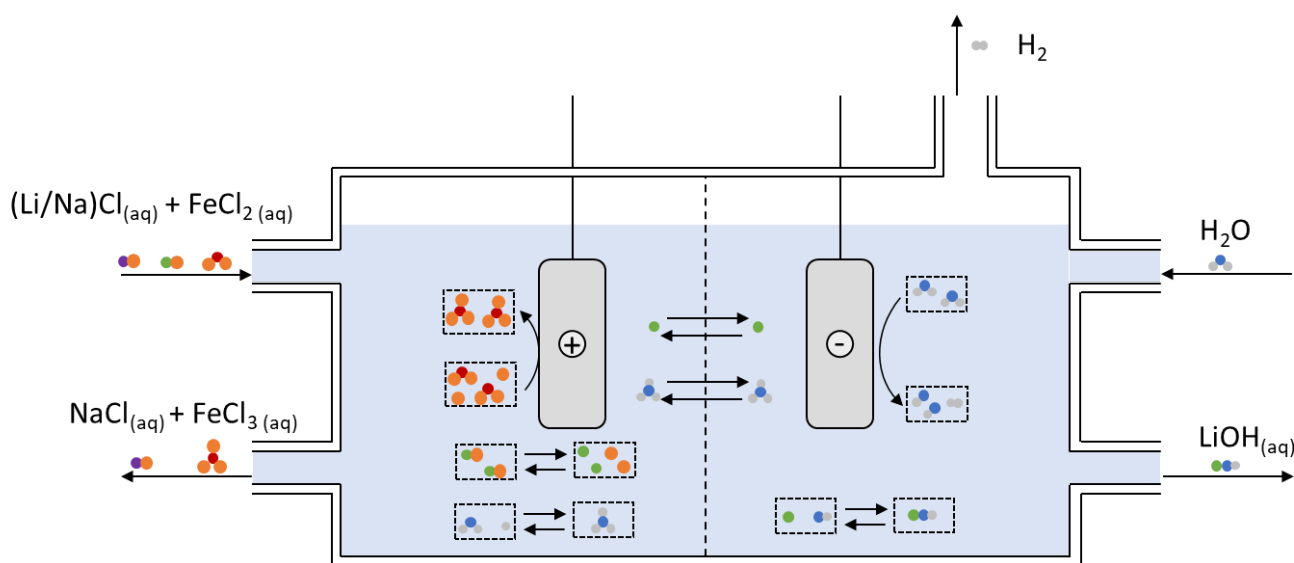 H₂
(Li/Na)Cl₍aq₎ + FeCl₂ ₍aq₎
H₂O
+
-
NaCl₍aq₎ + FeCl₃ ₍aq₎
LiOH₍aq₎